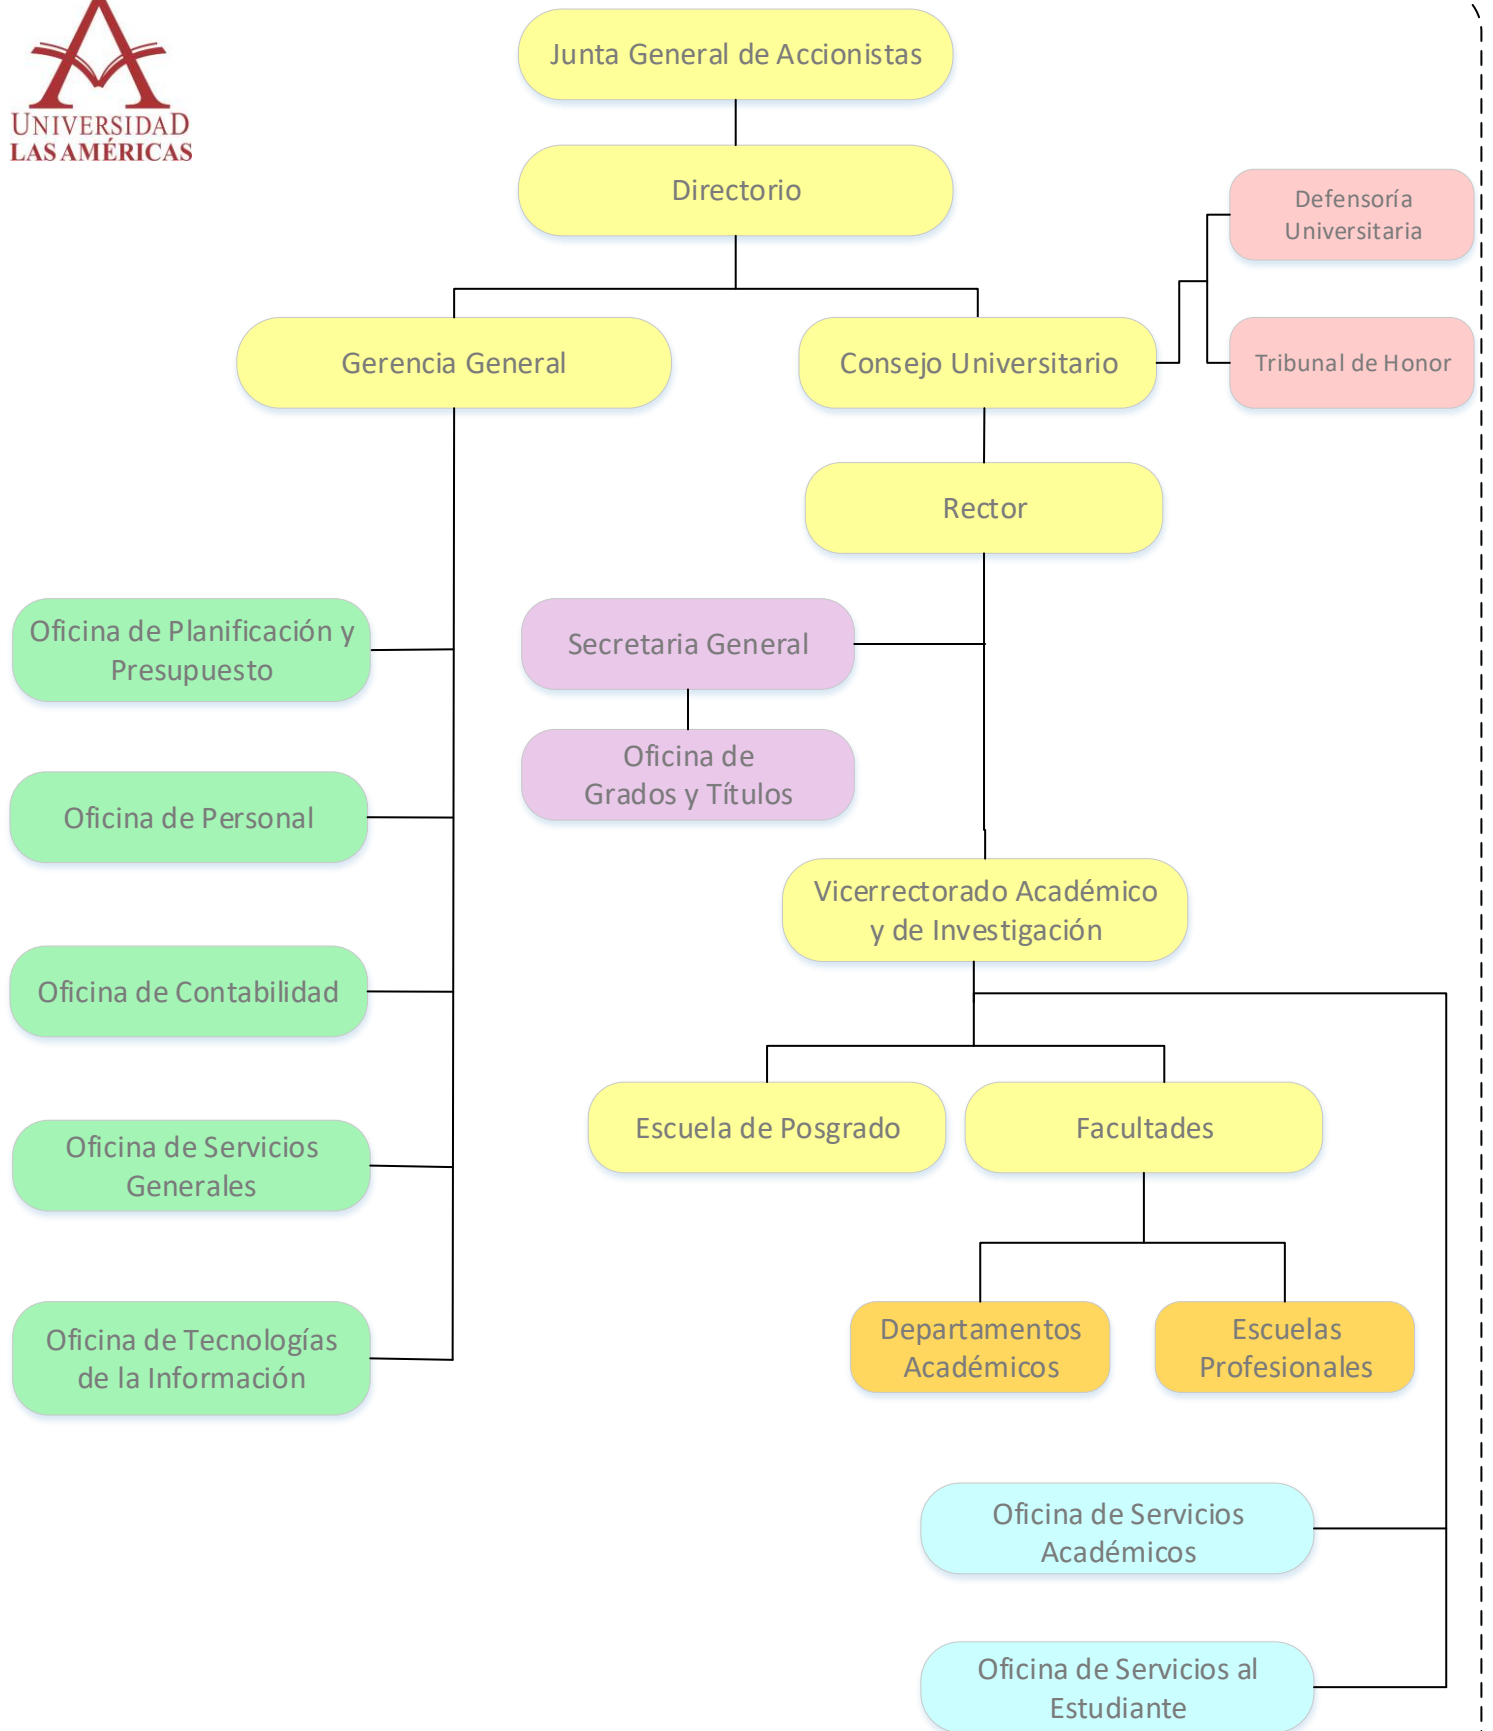 UNIVERSIDAD
LAS AMÉRICAS
Junta General de Accionistas
Directorio
Defensoría
Universitaria
Gerencia General
Consejo Universitario
Tribunal de Honor
Rector
Oficina de Planificación y
Presupuesto
Secretaria General
Oficina de
Grados y Títulos
Oficina de Personal
Vicerrectorado Académico
y de Investigación
Oficina de Contabilidad
Escuela de Posgrado
Facultades
Oficina de Servicios
Generales
Oficina de Tecnologías
de la Información
Departamentos
Académicos
Escuelas
Profesionales
Oficina de Servicios
Académicos
Oficina de Servicios al
Estudiante